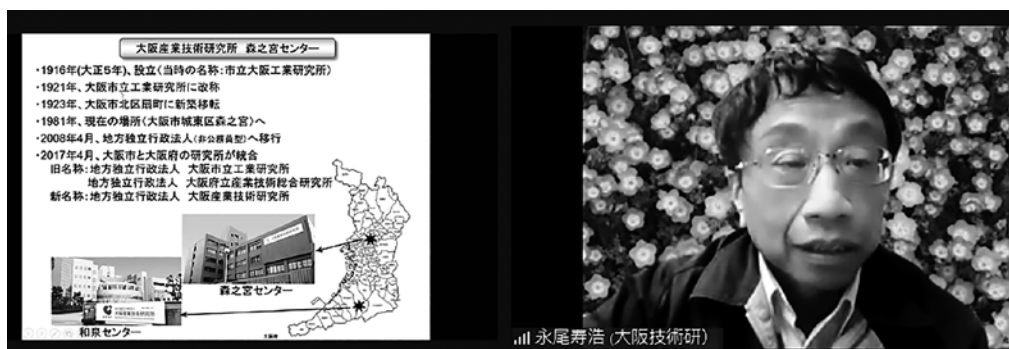 大阪産業技術研究所 森之宮センター
・1916年(大正5年)、設立(当時の名称:市立大阪工業研究所)
・1921年、大阪市立工業研究所に改称
・1923年、大阪市北区扇町に新築移転
・1981年、現在の場所(大阪市城東区森之宮)へ
・2008年4月、地方独立行政法人(非公務員型)へ移行
・2017年4月、大阪市と大阪府の研究所が統合
旧名称:地方独立行政法人 大阪市立工業研究所
地方独立行政法人 大阪府立産業技術総合研究所
新名称:地方独立行政法人 大阪産業技術研究所
森之宮センター
和泉センター
永尾寿浩 (大阪技術研)